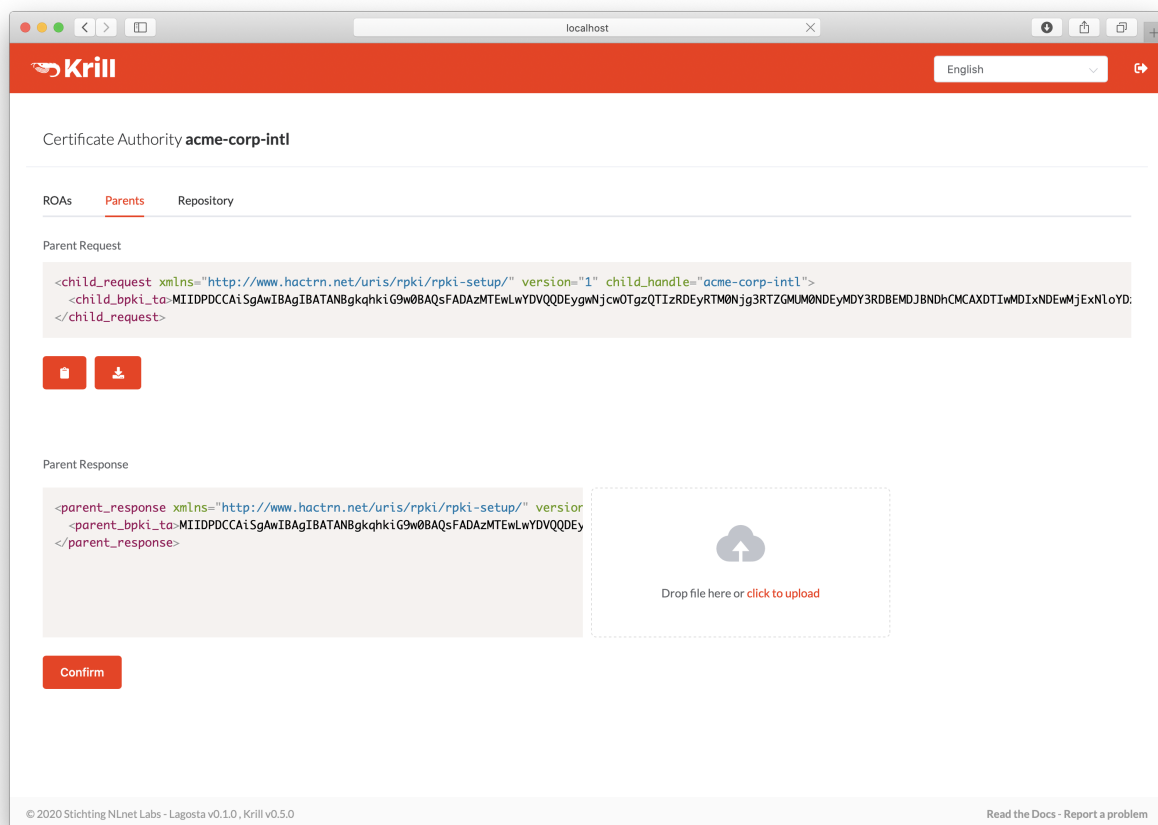 localhost
Krill
English
Certificate Authority acme-corp-intl
ROAs Parents Repository
Parent Request
<child_request xmlns="http://www.hactrn.net/uris/rpki/rpki-setup/" version="1" child_handle="acme-corp-intl">
<child_bpki_ta>MIIDPDCCAiSgAwIBAgIBATANBgkqhkiG9w0BAQsFADAzMTEwLwYDVQQDEygwNjcwOTgzQTIzRDEyRTM0Njg3RTZGMUM0NDEyMDY3RDBEMDJBNDhCMCAXDTIwMDIxNDEwMjExNloYDz
</child_request>
Parent Response
<parent_response xmlns="http://www.hactrn.net/uris/rpki/rpki-setup/" version
<parent_bpki_ta>MIIDPDCCAiSgAwIBAgIBATANBgkqhkiG9w0BAQsFADAzMTEwLwYDVQQDEy
</parent_response>
Drop file here or click to upload
Confirm
© 2020 Stichting NLnet Labs - Lagosta v0.1.0 , Krill v0.5.0 Read the Docs - Report a problem